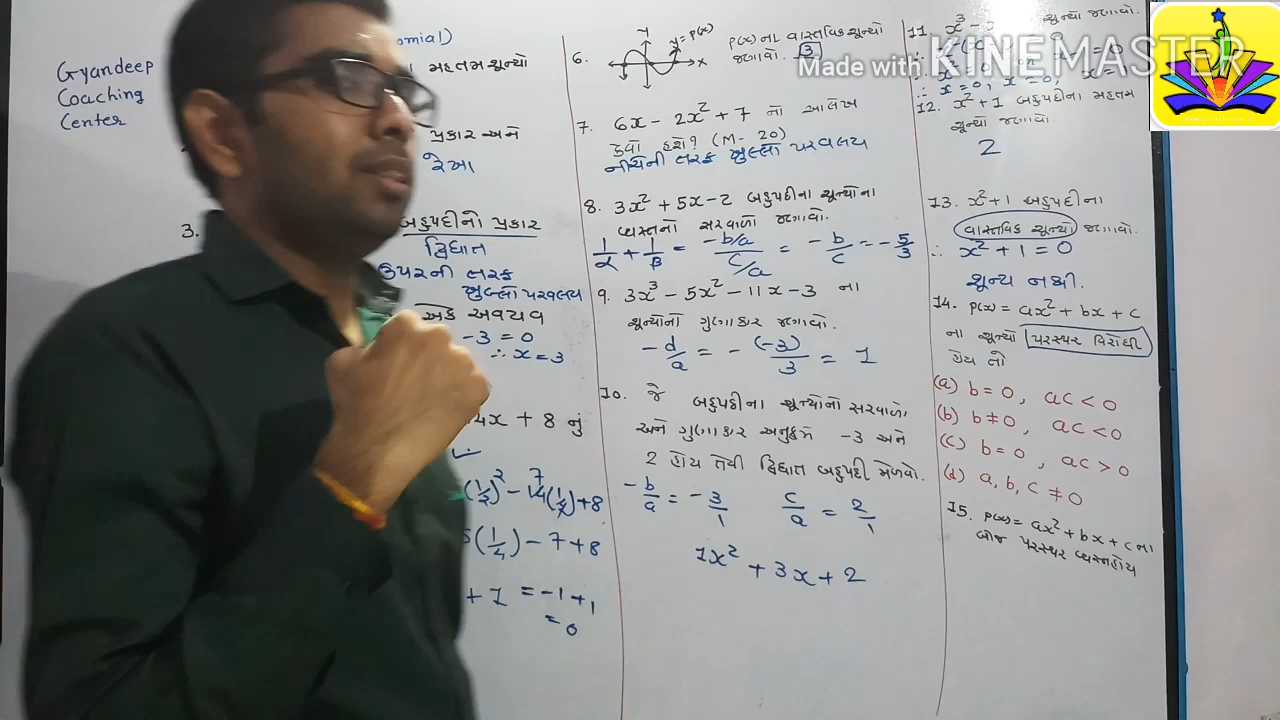 Gyandeep
Coaching
Center
omial)
મહત્તમ શૂન્યો
પ્રકાર અને
રેખા
3.
બહુપદીનો પ્રકાર
દ્વિઘાત
ઉપરની તરફ
ખુલ્લો પરવલય
એક અવયવ
-3 = 0
∴ x = 3
4x + 8 નું
(1/2)² - 14(1/2) + 8
7
(1/4) - 7 + 8
+ 1 = -1 + 1
= 0
6.
Y
y = P(x)
X
P(x) ના વાસ્તવિક શૂન્યો
જણાવો. 3
7. 6x - 2x² + 7 નો આલેખ
કેવો હશે? (M-20)
નીચેની તરફ ખુલ્લો પરવલય
8. 3x² + 5x - 2 બહુપદીના શૂન્યોના
વ્યસ્તનો સરવાળો જણાવો.
1/α + 1/β = (-b/a)/(c/a) = -b/c = -5/3
9. 3x³ - 5x² - 11x - 3 ના
શૂન્યોનો ગુણાકાર જણાવો.
-d/a = -(-3)/3 = 1
10. જે બહુપદીના શૂન્યોનો સરવાળો
અને ગુણાકાર અનુક્રમે -3 અને
2 હોય તેવી દ્વિઘાત બહુપદી મેળવો.
-b/a = -3/1 c/a = 2/1
1x² + 3x + 2
11. x³ - શૂન્યો જણાવો.
= 0
∴ x = 0, x = 0,
12. x² + 1 બહુપદીના મહત્તમ
શૂન્યો જણાવો.
2
13. x² + 1 બહુપદીના
વાસ્તવિક શૂન્યો જણાવો.
∴ x² + 1 = 0
શૂન્ય નથી.
14. P(x) = ax² + bx + c
ના શૂન્યો પરસ્પર વિરોધી
હોય તો
(a) b = 0, ac < 0
(b) b ≠ 0, ac < 0
(c) b = 0, ac > 0
(d) a, b, c ≠ 0
15. P(x) = ax² + bx + c ના
પરસ્પર વ્યસ્ત હોય
Made with KINEMASTER